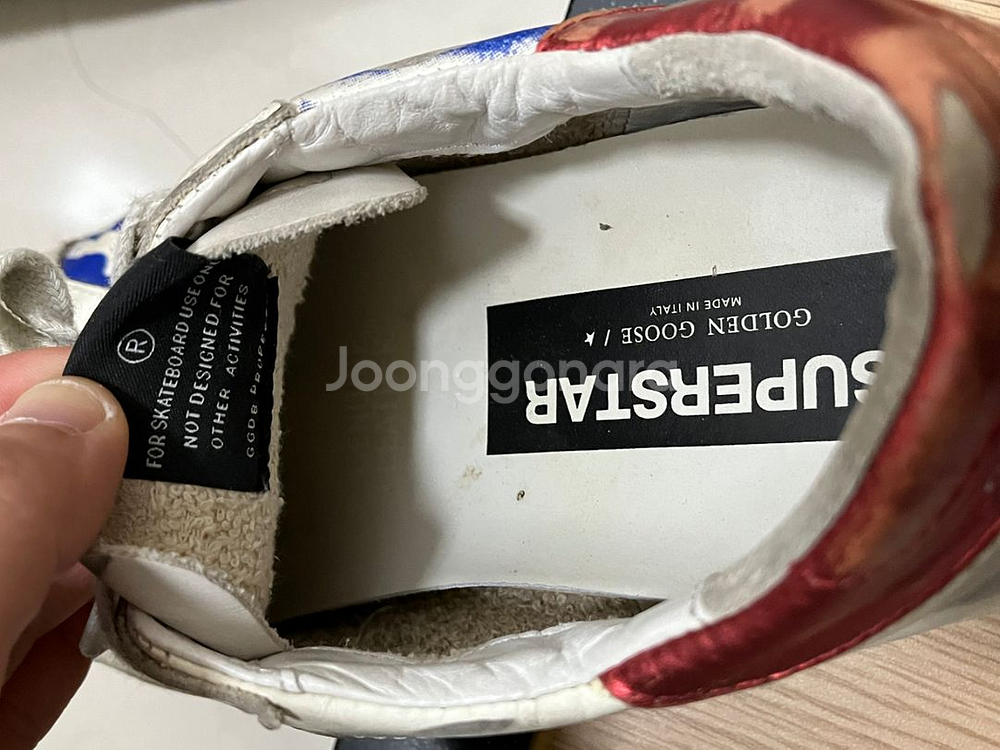 ®
FOR SKATEBOARD USE ON
NOT DESIGNED FOR
OTHER ACTIVITIES
GGDB
SUPERSTAR
GOLDEN GOOSE /★
MADE IN ITALY
Joonggonara